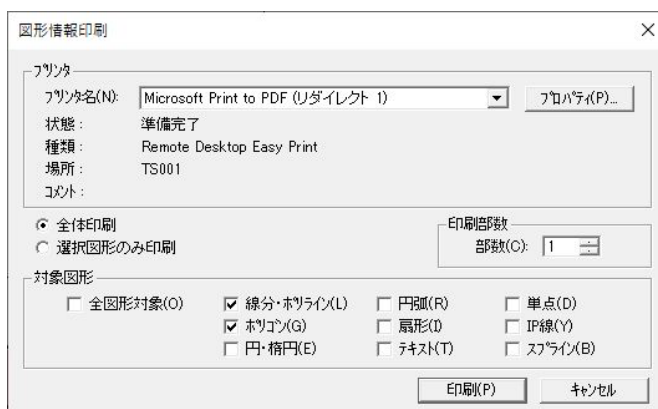 図形情報印刷
プリンタ
プリンタ名(N): Microsoft Print to PDF (リダイレクト 1) プロパティ(P)...
状態: 準備完了
種類: Remote Desktop Easy Print
場所: TS001
コメント:
全体印刷
選択図形のみ印刷
印刷部数
部数(C): 1
対象図形
全図形対象(O) 線分・ポリライン(L) 円弧(R) 単点(D)
ポリゴン(G) 扇形(I) IP線(Y)
円・楕円(E) テキスト(T) スプライン(B)
印刷(P) キャンセル